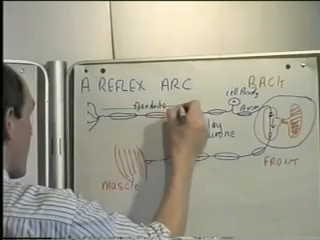 A REFLEX ARC
BACK
cell Body
Dendrite
Axon
FRONT
MUSCLE